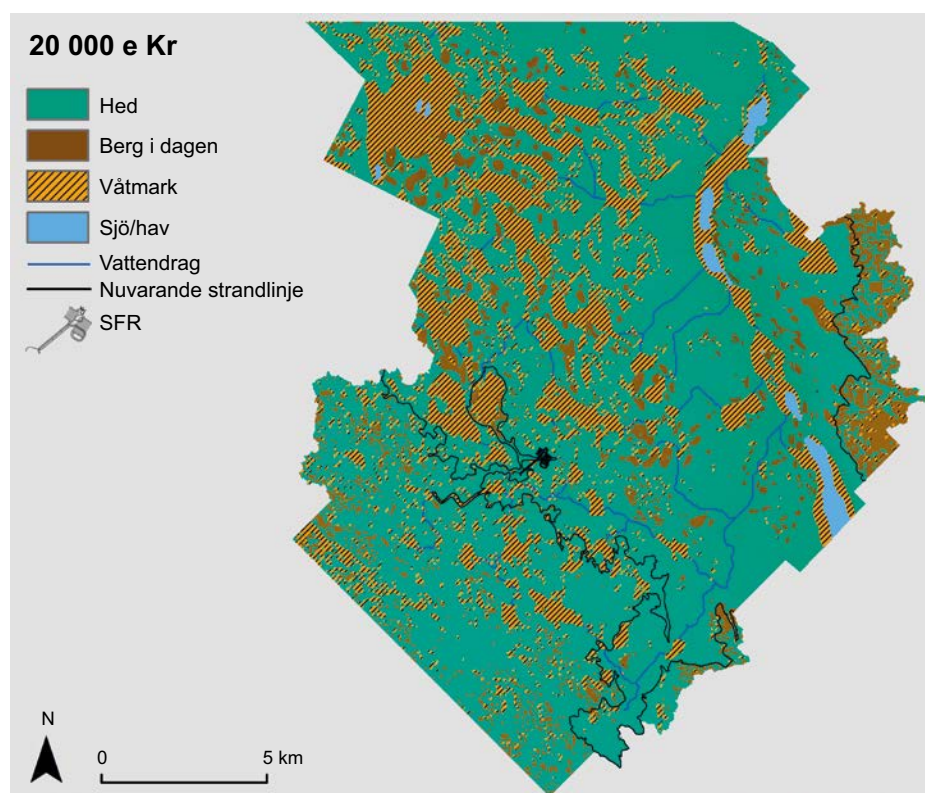 20 000 e Kr
Hed
Berg i dagen
Våtmark
Sjö/hav
Vattendrag
Nuvarande strandlinje
SFR
N
0 5 km